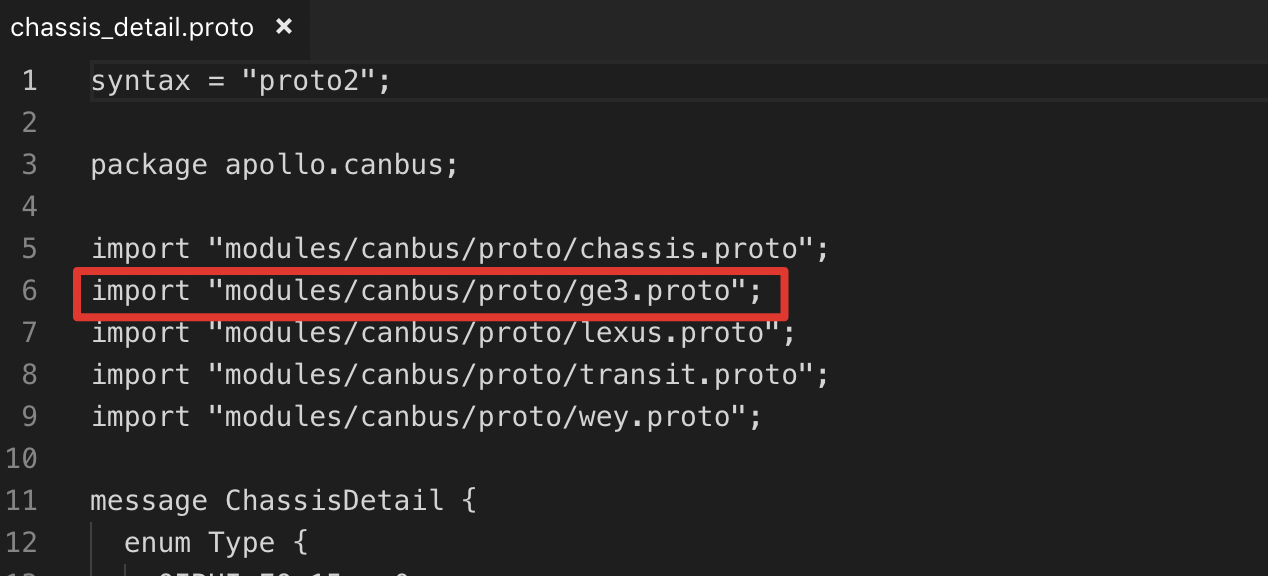 chassis_detail.proto ×
1 syntax = "proto2";
2
3 package apollo.canbus;
4
5 import "modules/canbus/proto/chassis.proto";
6 import "modules/canbus/proto/ge3.proto";
7 import "modules/canbus/proto/lexus.proto";
8 import "modules/canbus/proto/transit.proto";
9 import "modules/canbus/proto/wey.proto";
10
11 message ChassisDetail {
12 enum Type {